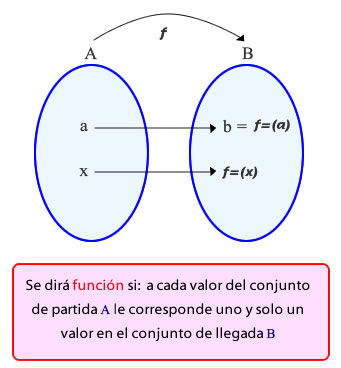 f
A B
a b = f=(a)
x f=(x)
Se dirá función si: a cada valor del conjunto
de partida A le corresponde uno y solo un
valor en el conjunto de llegada B